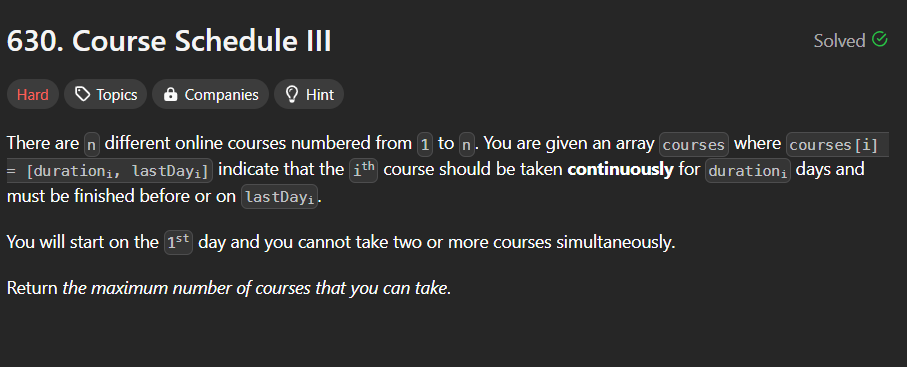 630. Course Schedule III
Solved
Hard Topics Companies Hint
There are n different online courses numbered from 1 to n. You are given an array courses where courses[i]
= [durationi, lastDayi] indicate that the ith course should be taken continuously for durationi days and
must be finished before or on lastDayi.
You will start on the 1st day and you cannot take two or more courses simultaneously.
Return the maximum number of courses that you can take.